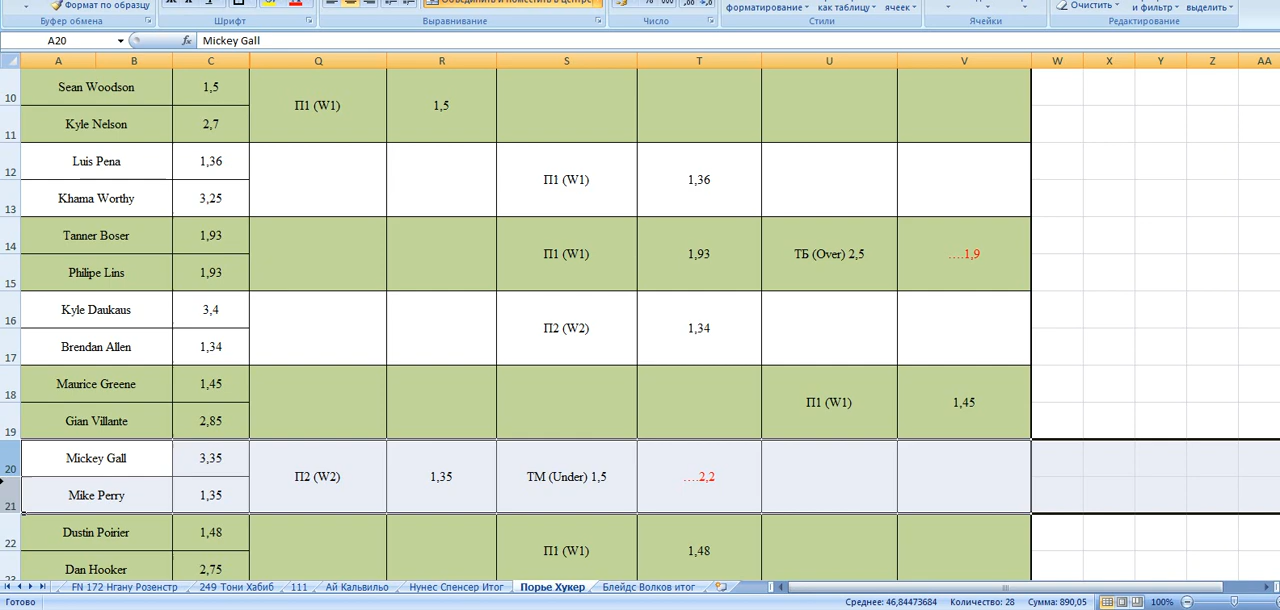 Формат по образцу
Объединить и поместить в центре
форматирование как таблицу ячеек
Очистить и фильтр выделить
Буфер обмена Шрифт Выравнивание Число Стили Ячейки Редактирование
A20 fx Mickey Gall
A B C Q R S T U V W X Y Z AA
10 Sean Woodson 1,5
П1 (W1) 1,5
11 Kyle Nelson 2,7
12 Luis Pena 1,36
П1 (W1) 1,36
13 Khama Worthy 3,25
14 Tanner Boser 1,93
П1 (W1) 1,93 ТБ (Over) 2,5 ....1,9
15 Philipe Lins 1,93
16 Kyle Daukaus 3,4
П2 (W2) 1,34
17 Brendan Allen 1,34
18 Maurice Greene 1,45
П1 (W1) 1,45
19 Gian Villante 2,85
20 Mickey Gall 3,35
П2 (W2) 1,35 ТМ (Under) 1,5 ....2,2
21 Mike Perry 1,35
22 Dustin Poirier 1,48
П1 (W1) 1,48
23 Dan Hooker 2,75
FN 172 Нгану Розенстр 249 Тони Хабиб 111 Ай Кальвильо Нунес Спенсер Итог Порье Хукер Блейдс Волков итог
Готово Среднее: 46,84473684 Количество: 28 Сумма: 890,05 100%